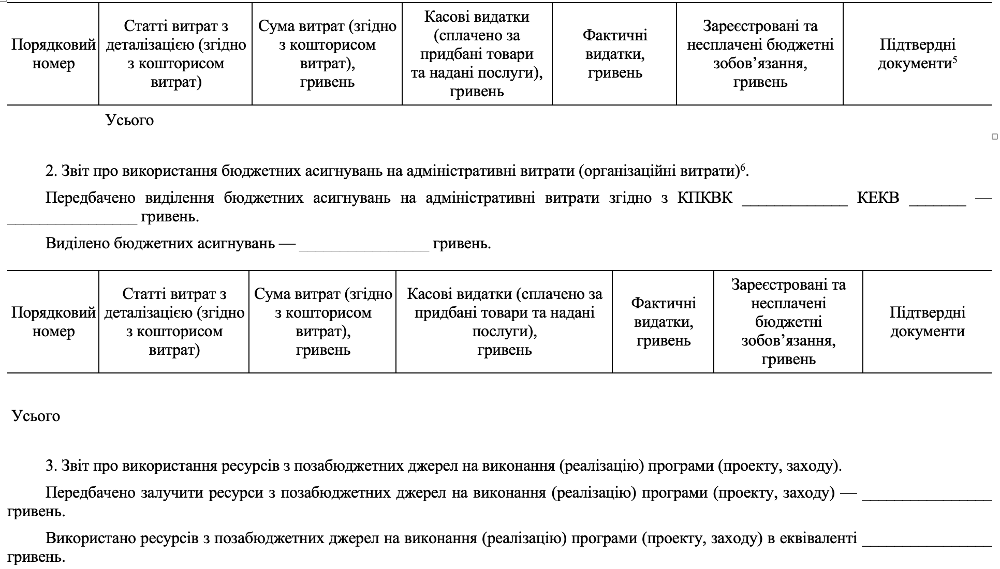 Порядковий
номер
Статті витрат з
деталізацією (згідно
з кошторисом
витрат)
Сума витрат (згідно
з кошторисом
витрат),
гривень
Касові видатки
(сплачено за
придбані товари
та надані послуги),
гривень
Фактичні
видатки,
гривень
Зареєстровані та
несплачені бюджетні
зобов’язання,
гривень
Підтвердні
документи⁵
Усього
2. Звіт про використання бюджетних асигнувань на адміністративні витрати (організаційні витрати)⁶.
Передбачено виділення бюджетних асигнувань на адміністративні витрати згідно з КПКВК _____________ КЕКВ _______ —
________________ гривень.
Виділено бюджетних асигнувань — ________________ гривень.
Порядковий
номер
Статті витрат з
деталізацією (згідно
з кошторисом
витрат)
Сума витрат (згідно
з кошторисом
витрат),
гривень
Касові видатки (сплачено за
придбані товари та надані
послуги),
гривень
Фактичні
видатки,
гривень
Зареєстровані та
несплачені
бюджетні
зобов’язання,
гривень
Підтвердні
документи
Усього
3. Звіт про використання ресурсів з позабюджетних джерел на виконання (реалізацію) програми (проекту, заходу).
Передбачено залучити ресурси з позабюджетних джерел на виконання (реалізацію) програми (проекту, заходу) — ________________
гривень.
Використано ресурсів з позабюджетних джерел на виконання (реалізацію) програми (проекту, заходу) в еквіваленті ________________
гривень.